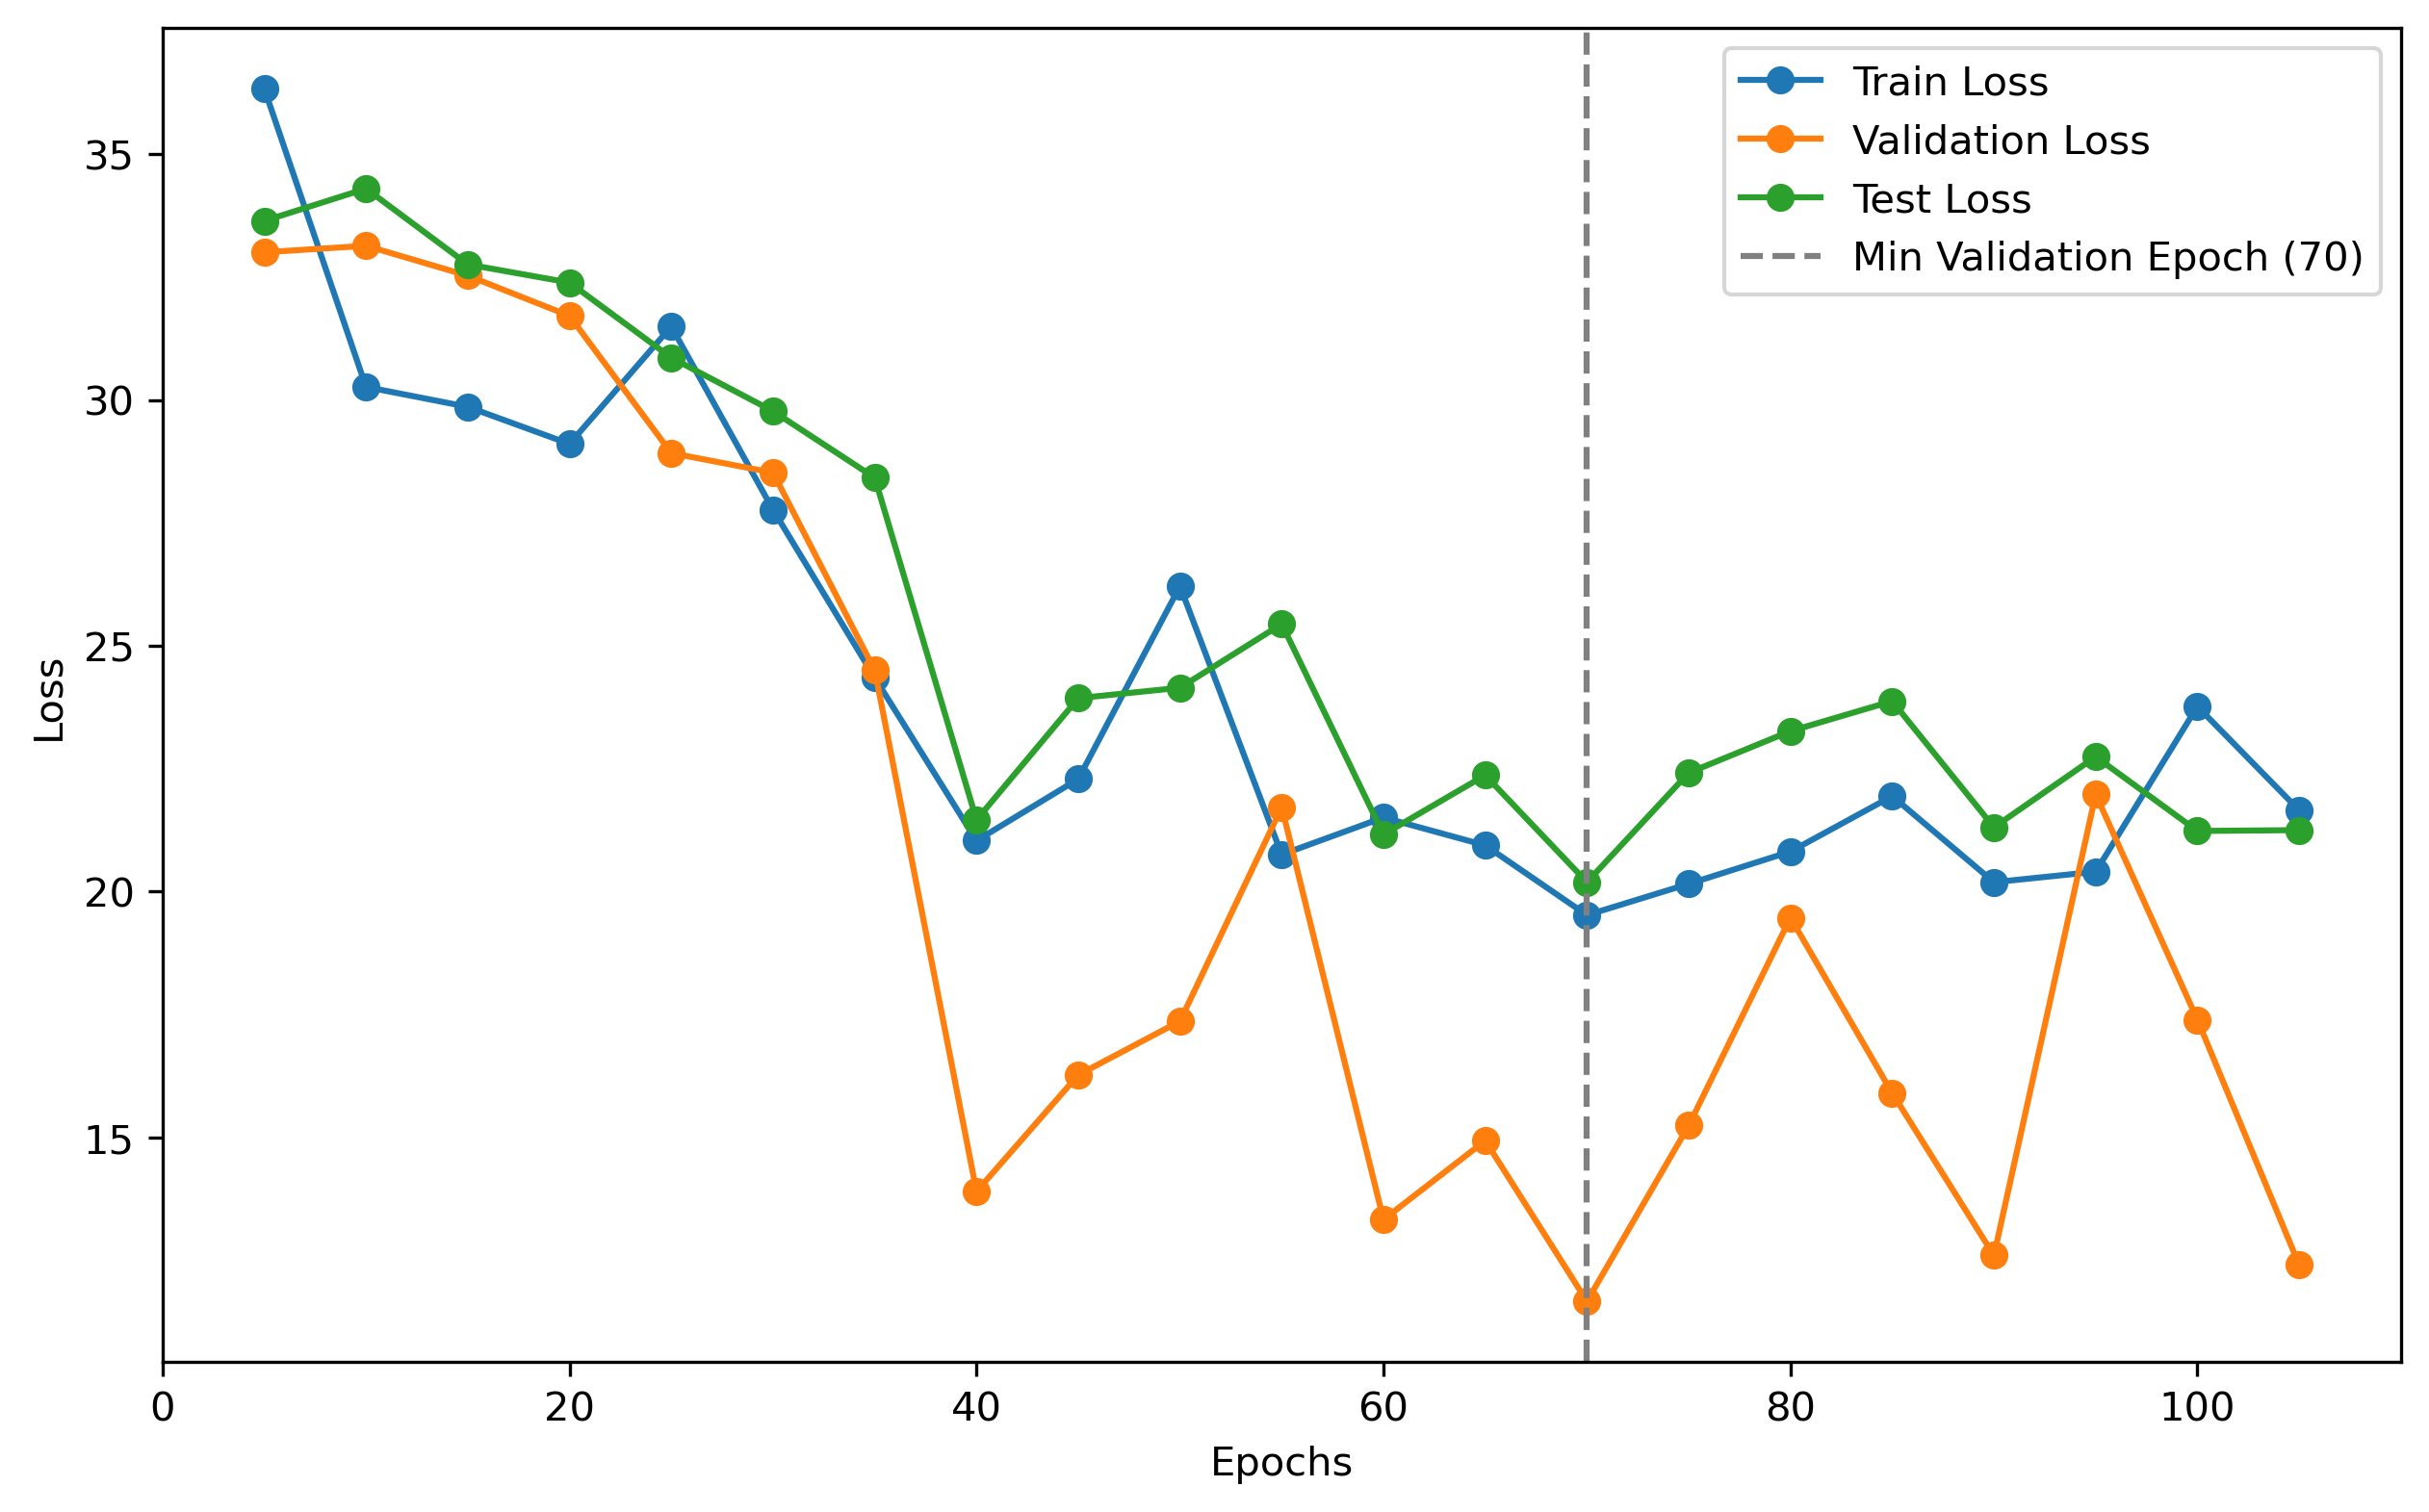 Train Loss
Validation Loss
Test Loss
Min Validation Epoch (70)
35
30
25
20
15
Loss
0 20 40 60 80 100
Epochs